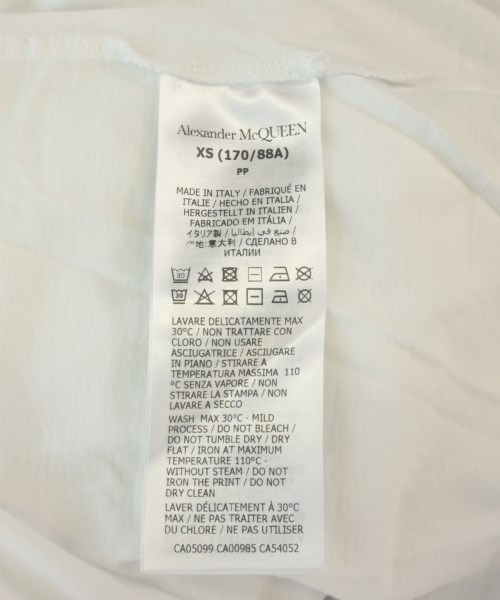 Alexander McQUEEN
XS (170/88A)
PP
MADE IN ITALY / FABRIQUÉ EN
ITALIE / HECHO EN ITALIA /
HERGESTELLT IN ITALIEN /
FABRICADO EM ITÁLIA /
イタリア製 / صنع في إيطاليا /
产地:意大利 / СДЕЛАНО В
ИТАЛИИ
30
30
LAVARE DELICATAMENTE MAX
30°C / NON TRATTARE CON
CLORO / NON USARE
ASCIUGATRICE / ASCIUGARE
IN PIANO / STIRARE A
TEMPERATURA MASSIMA 110
°C SENZA VAPORE / NON
STIRARE LA STAMPA / NON
LAVARE A SECCO
WASH MAX 30°C - MILD
PROCESS / DO NOT BLEACH /
DO NOT TUMBLE DRY / DRY
FLAT / IRON AT MAXIMUM
TEMPERATURE 110°C -
WITHOUT STEAM / DO NOT
IRON THE PRINT / DO NOT
DRY CLEAN
LAVER DÉLICATEMENT À 30°C
MAX / NE PAS TRAITER AVEC
DU CHLORE / NE PAS UTILISER
CA05099 CA00985 CA54052